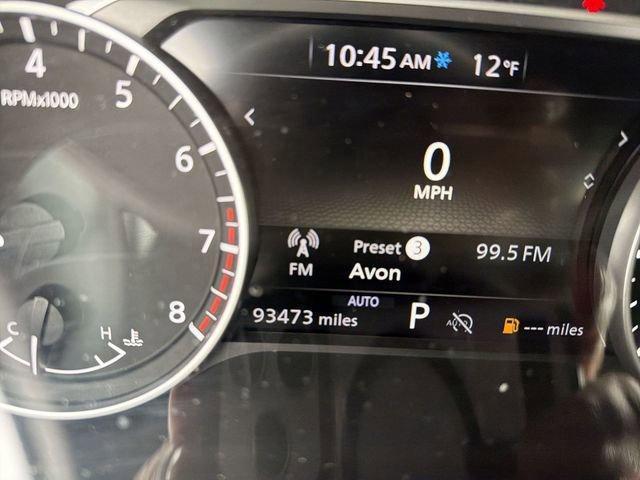 10:45 AM 12°F
4
5
RPMx1000
6
0
MPH
7
FM
Preset 3 99.5 FM
Avon
8
AUTO
93473 miles P AUTO --- miles
C H